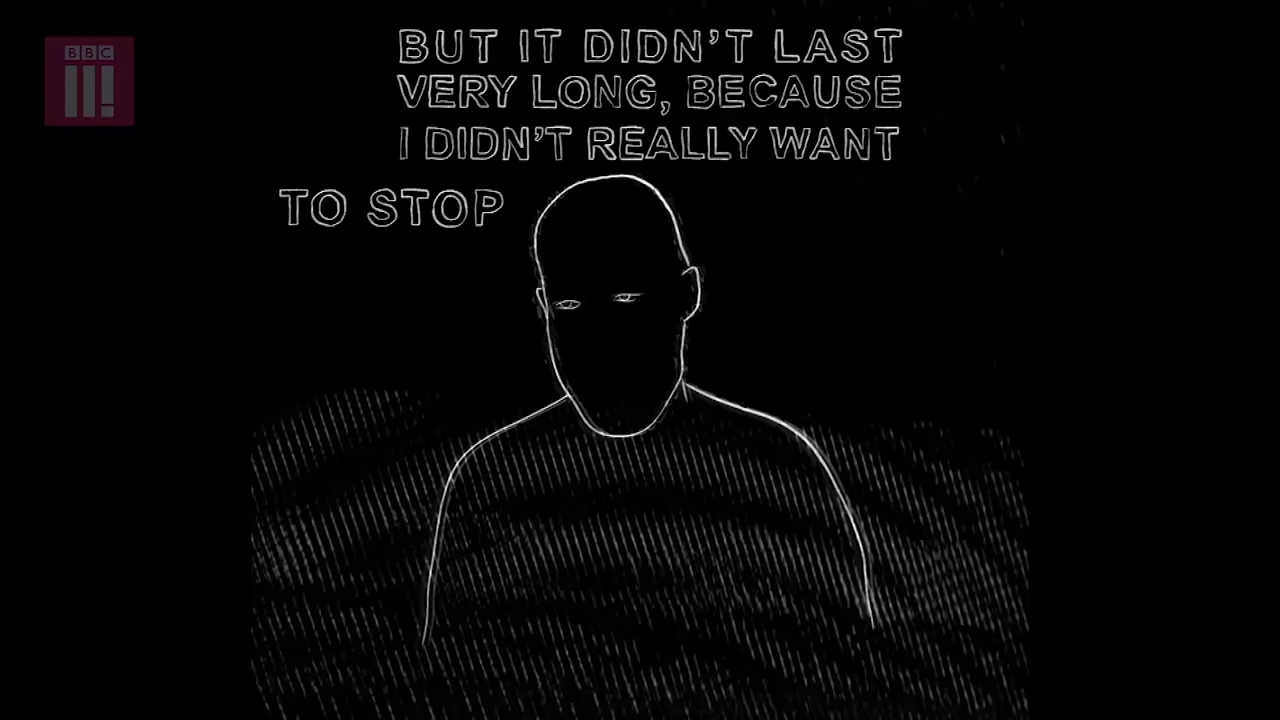 BBC
BUT IT DIDN'T LAST
VERY LONG, BECAUSE
I DIDN'T REALLY WANT
TO STOP